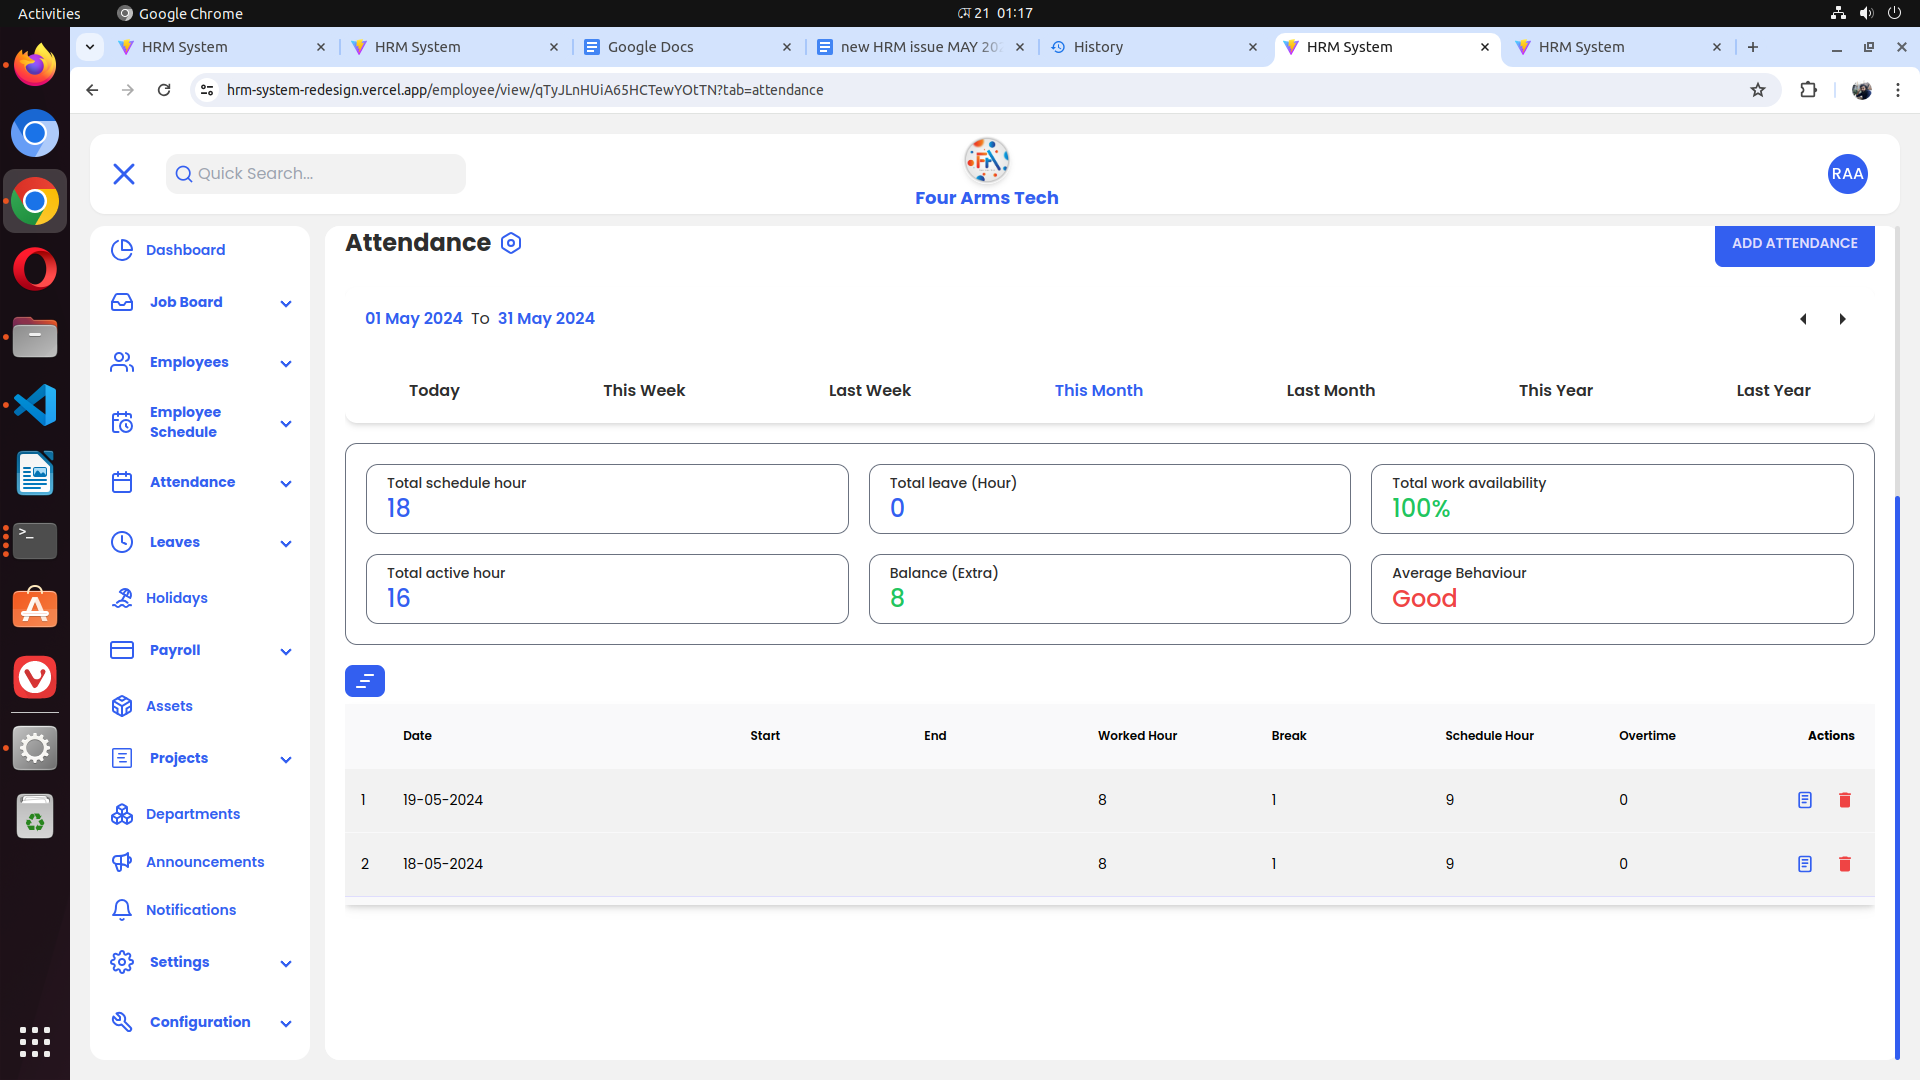 Activities
Google Chrome
মে 21 01:17
HRM System
HRM System
Google Docs
new HRM issue MAY 202
History
HRM System
HRM System
hrm-system-redesign.vercel.app/employee/view/qTyJLnHUiA65HCTewYOtTN?tab=attendance
Quick Search...
Four Arms Tech
RAA
Dashboard
Job Board
Employees
Employee
Schedule
Attendance
Leaves
Holidays
Payroll
Assets
Projects
Departments
Announcements
Notifications
Settings
Configuration
Attendance
ADD ATTENDANCE
01 May 2024 To 31 May 2024
Today This Week Last Week This Month Last Month This Year Last Year
Total schedule hour
18
Total leave (Hour)
0
Total work availability
100%
Total active hour
16
Balance (Extra)
8
Average Behaviour
Good
Date Start End Worked Hour Break Schedule Hour Overtime Actions
1 19-05-2024 8 1 9 0
2 18-05-2024 8 1 9 0